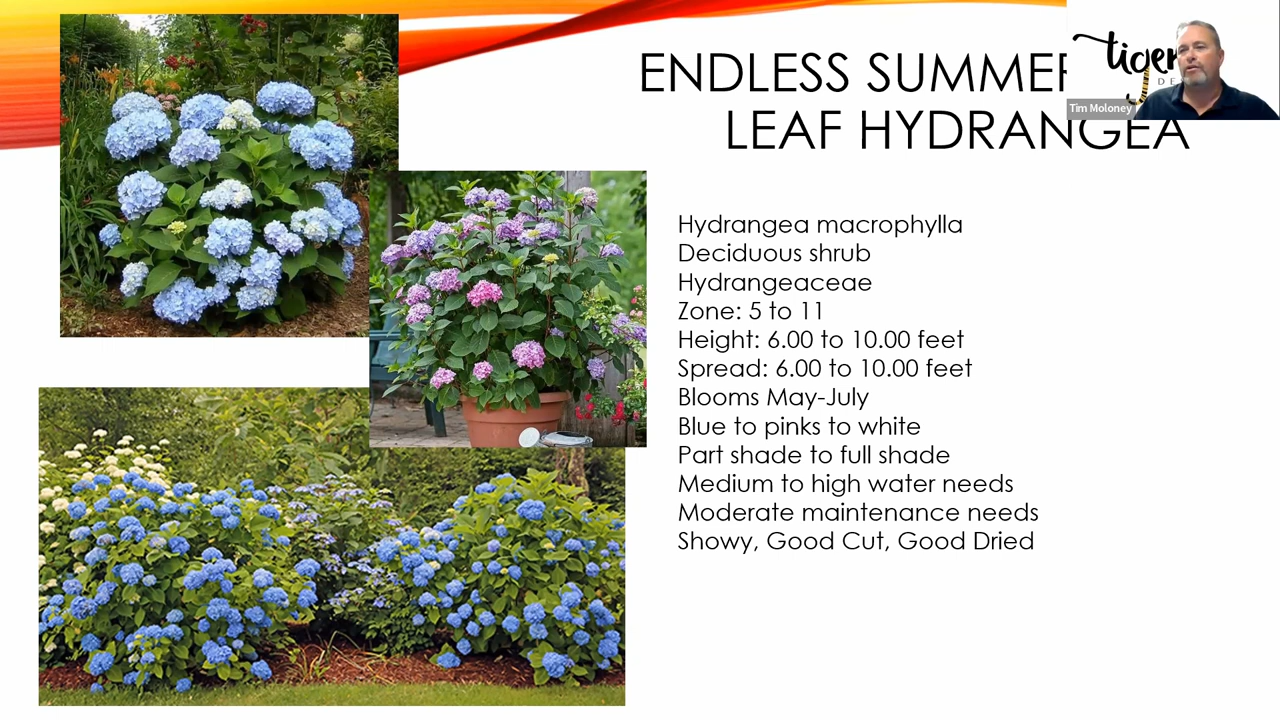 ENDLESS SUMMER
LEAF HYDRANGEA
tiger
Tim Moloney
Hydrangea macrophylla
Deciduous shrub
Hydrangeaceae
Zone: 5 to 11
Height: 6.00 to 10.00 feet
Spread: 6.00 to 10.00 feet
Blooms May-July
Blue to pinks to white
Part shade to full shade
Medium to high water needs
Moderate maintenance needs
Showy, Good Cut, Good Dried